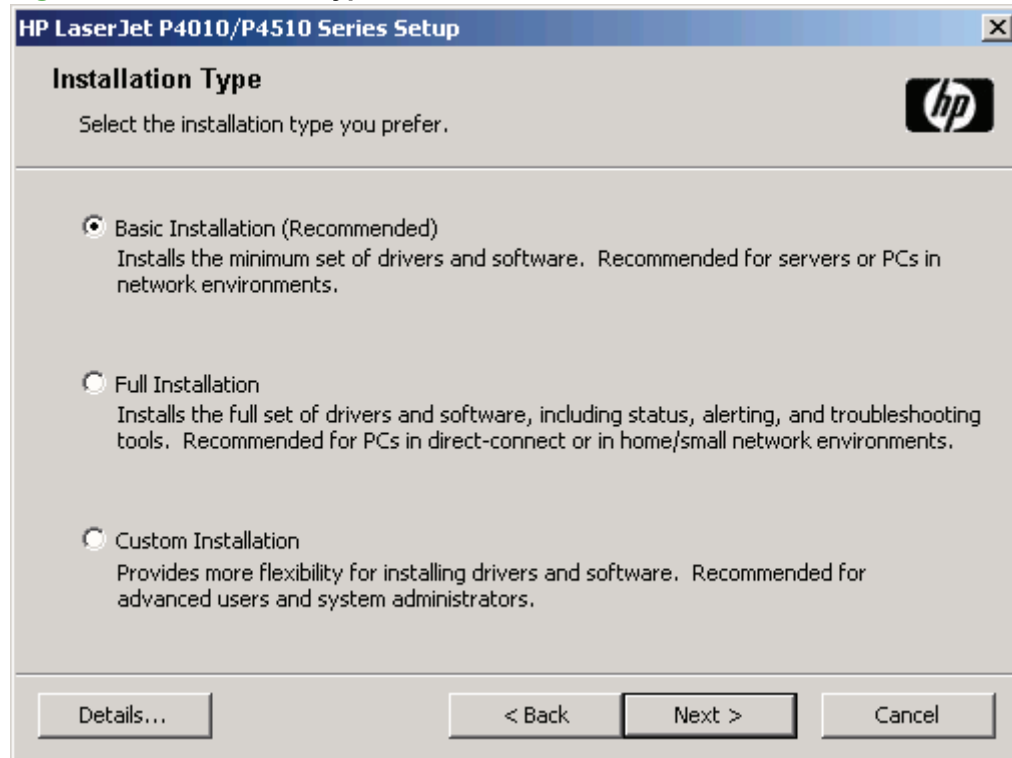 HP LaserJet P4010/P4510 Series Setup
Installation Type
Select the installation type you prefer.
hp
Basic Installation (Recommended)
Installs the minimum set of drivers and software. Recommended for servers or PCs in
network environments.
Full Installation
Installs the full set of drivers and software, including status, alerting, and troubleshooting
tools. Recommended for PCs in direct-connect or in home/small network environments.
Custom Installation
Provides more flexibility for installing drivers and software. Recommended for
advanced users and system administrators.
Details...
< Back
Next >
Cancel